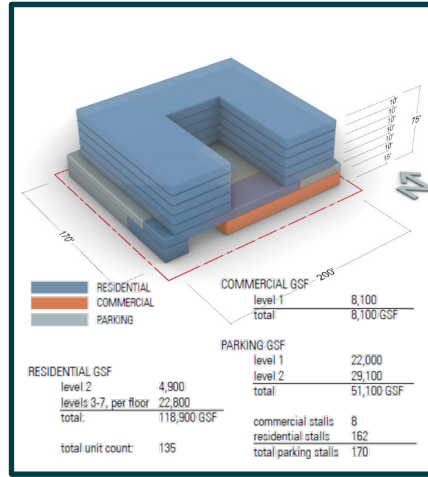 10'
10'
10'
10'
10'
10'
15'
75'
N
170'
200'
RESIDENTIAL
COMMERCIAL
PARKING
COMMERCIAL GSF
level 1 8,100
total 8,100 GSF
PARKING GSF
level 1 22,000
level 2 29,100
total 51,100 GSF
commercial stalls 8
residential stalls 162
total parking stalls 170
RESIDENTIAL GSF
level 2 4,900
levels 3-7, per floor 22,800
total: 118,900 GSF
total unit count: 135